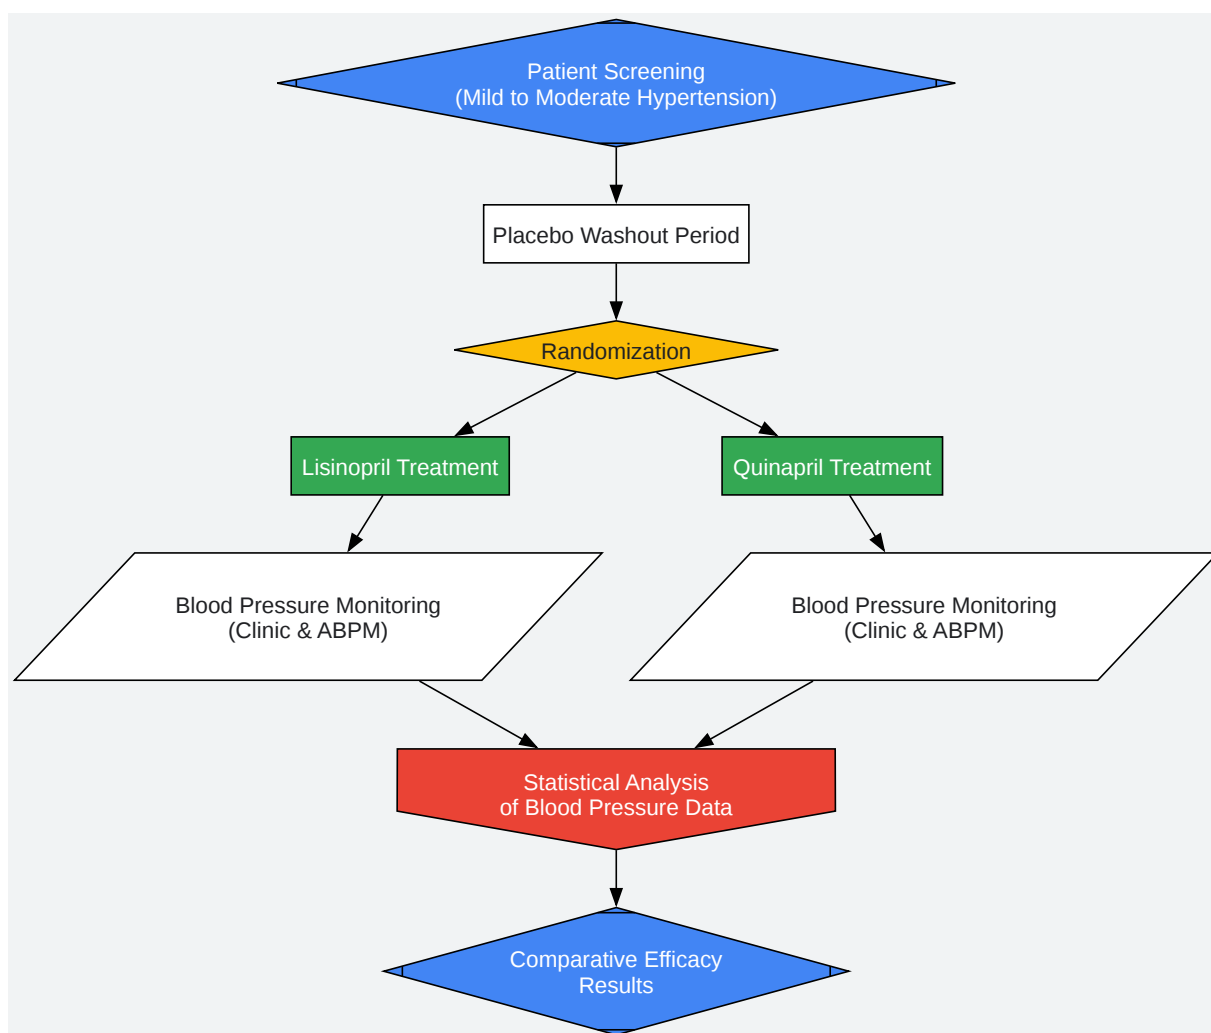 Patient Screening
(Mild to Moderate Hypertension)
Placebo Washout Period
Randomization
Lisinopril Treatment
Quinapril Treatment
Blood Pressure Monitoring
(Clinic & ABPM)
Blood Pressure Monitoring
(Clinic & ABPM)
Statistical Analysis
of Blood Pressure Data
Comparative Efficacy
Results